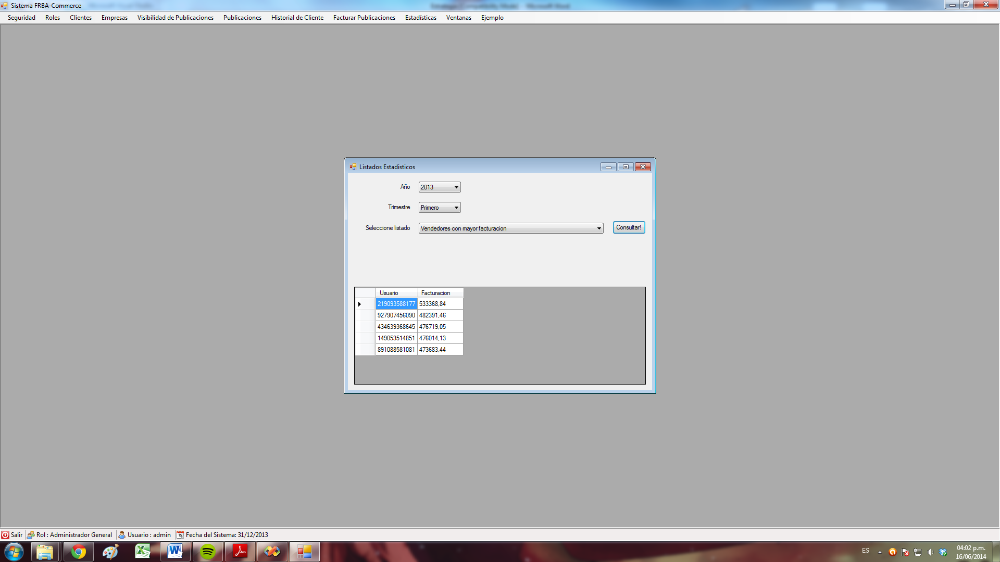 Sistema FRBA-Commerce
Seguridad Roles Clientes Empresas Visibilidad de Publicaciones Publicaciones Historial de Cliente Facturar Publicaciones Estadísticas Ventanas Ejemplo
Listados Estadisticos
Año 2013
Trimestre Primero
Seleccione listado Vendedores con mayor facturacion Consultar!
Usuario Facturacion
219093588177 533368,84
927907456090 482391,46
434639368645 476719,05
149053514851 476014,13
891088581081 473683,44
Salir Rol : Administrador General Usuario : admin 15 Fecha del Sistema: 31/12/2013
ES 04:02 p.m.
16/06/2014